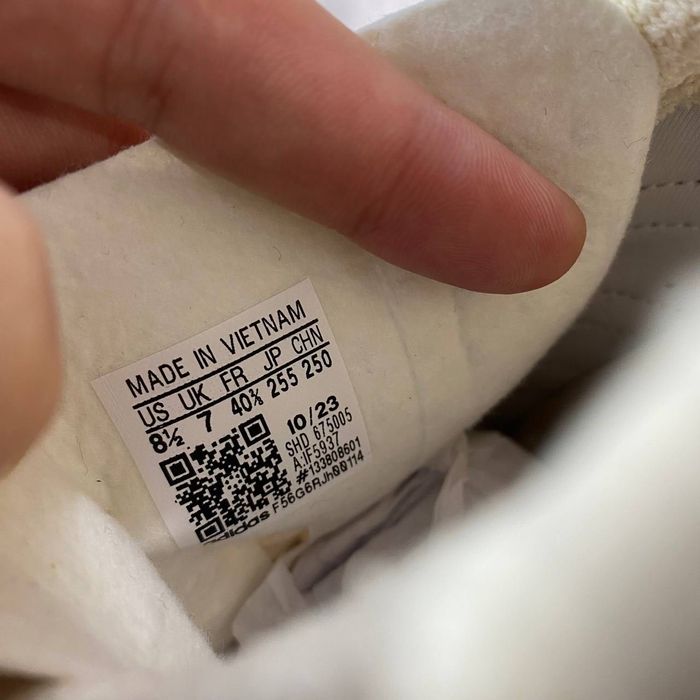 MADE IN VIETNAM
US UK FR JP CHN
8½ 7 40⅔ 255 250
10/23
SHD 675005
A:IF5937
#133808601
adidas F56G6RJh00114